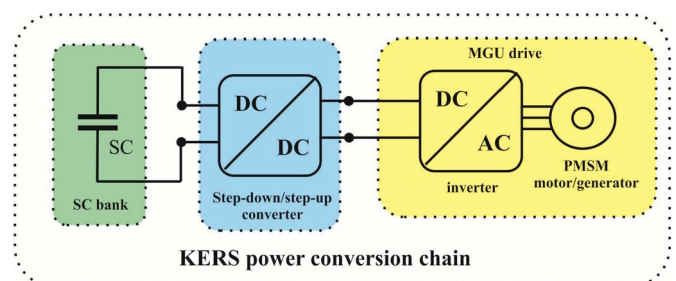 MGU drive
DC
DC
DC
AC
SC
SC bank
Step-down/step-up
converter
inverter
PMSM
motor/generator
KERS power conversion chain